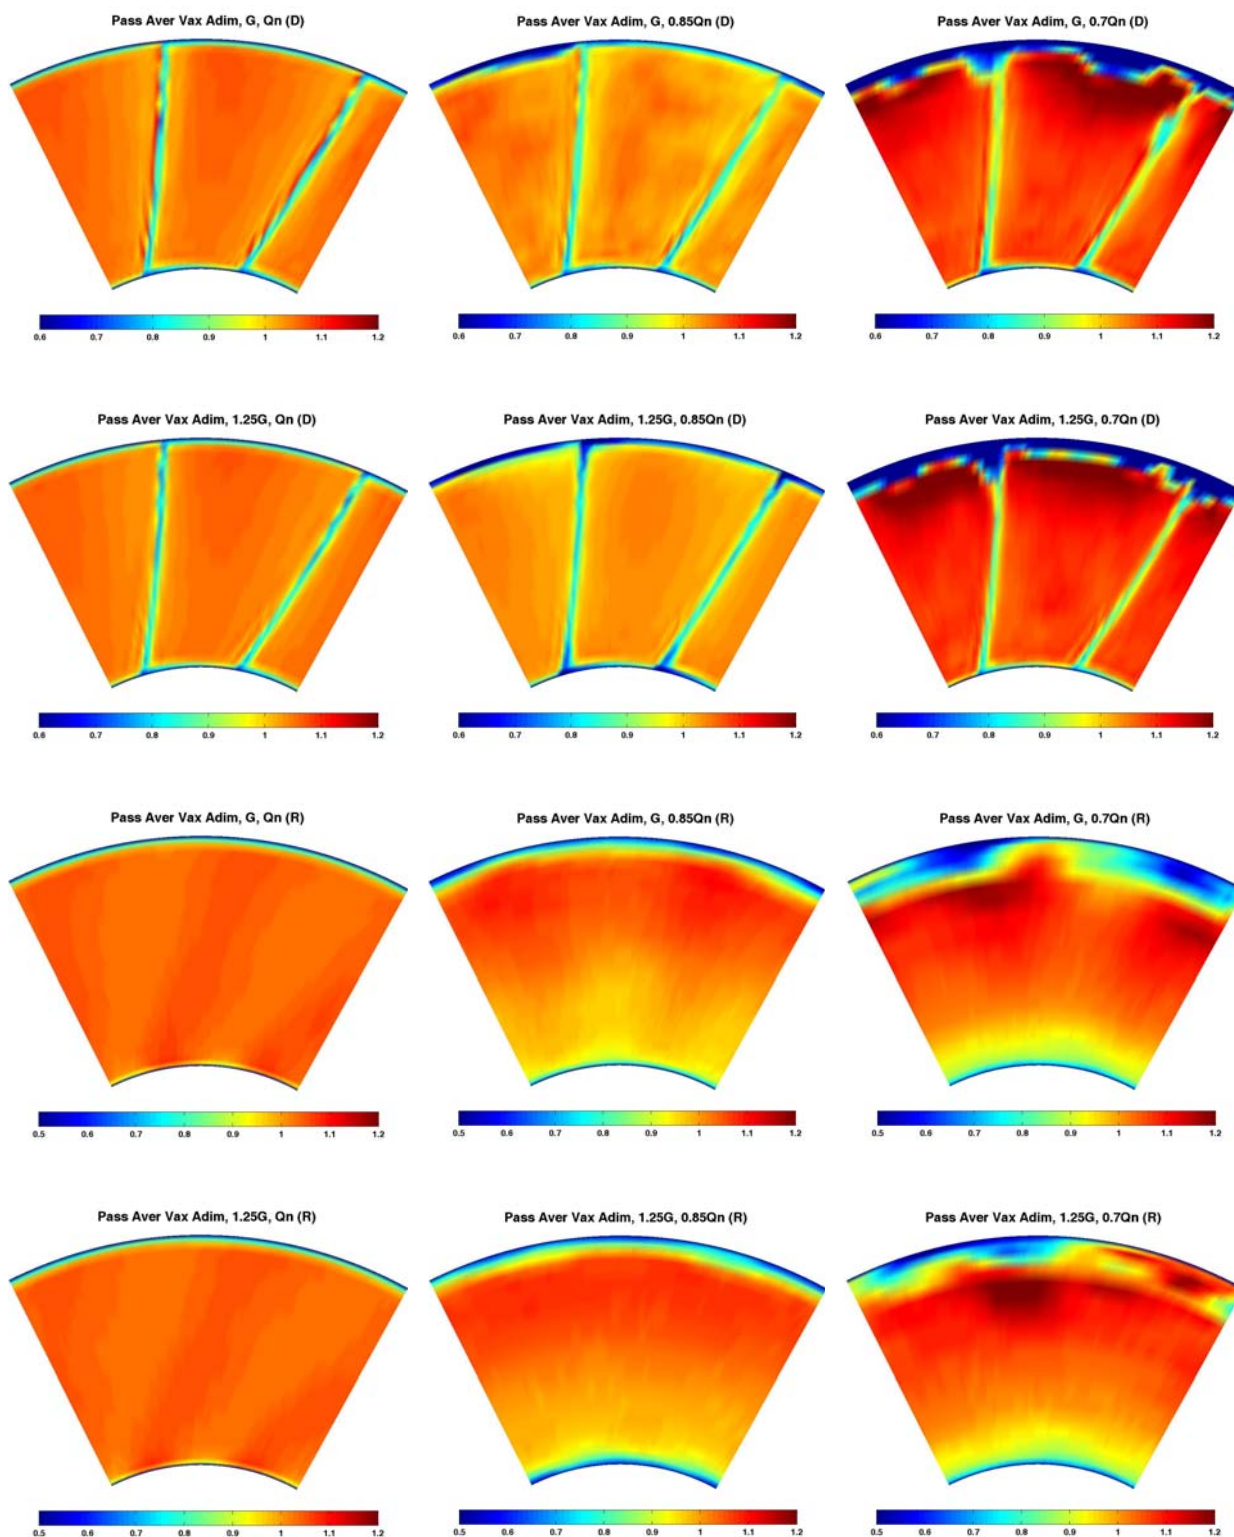 Pass Aver Vax Adim, G, Qn (D)
Pass Aver Vax Adim, G, 0.85Qn (D)
Pass Aver Vax Adim, G, 0.7Qn (D)
0.6 0.7 0.8 0.9 1 1.1 1.2
0.6 0.7 0.8 0.9 1 1.1 1.2
0.6 0.7 0.8 0.9 1 1.1 1.2
Pass Aver Vax Adim, 1.25G, Qn (D)
Pass Aver Vax Adim, 1.25G, 0.85Qn (D)
Pass Aver Vax Adim, 1.25G, 0.7Qn (D)
0.6 0.7 0.8 0.9 1 1.1 1.2
0.6 0.7 0.8 0.9 1 1.1 1.2
0.6 0.7 0.8 0.9 1 1.1 1.2
Pass Aver Vax Adim, G, Qn (R)
Pass Aver Vax Adim, G, 0.85Qn (R)
Pass Aver Vax Adim, G, 0.7Qn (R)
0.5 0.6 0.7 0.8 0.9 1 1.1 1.2
0.5 0.6 0.7 0.8 0.9 1 1.1 1.2
0.5 0.6 0.7 0.8 0.9 1 1.1 1.2
Pass Aver Vax Adim, 1.25G, Qn (R)
Pass Aver Vax Adim, 1.25G, 0.85Qn (R)
Pass Aver Vax Adim, 1.25G, 0.7Qn (R)
0.5 0.6 0.7 0.8 0.9 1 1.1 1.2
0.5 0.6 0.7 0.8 0.9 1 1.1 1.2
0.5 0.6 0.7 0.8 0.9 1 1.1 1.2